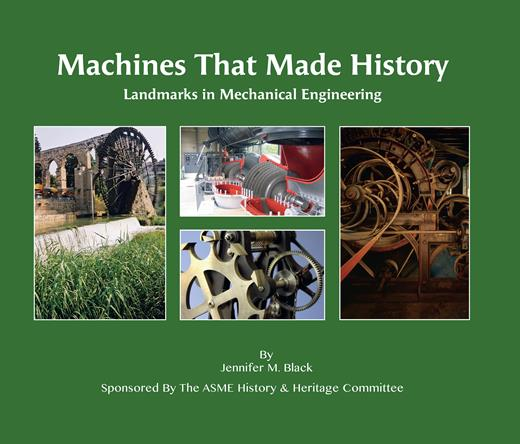 Machines That Made History
Landmarks in Mechanical Engineering
By
Jennifer M. Black
Sponsored By The ASME History & Heritage Committee